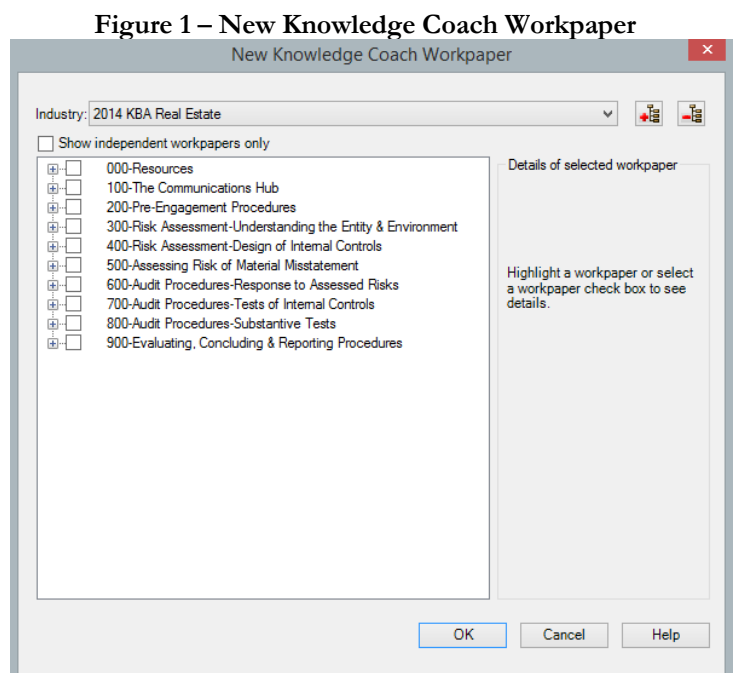 Figure 1 – New Knowledge Coach Workpaper
New Knowledge Coach Workpaper
Industry: 2014 KBA Real Estate
Show independent workpapers only
000-Resources
100-The Communications Hub
200-Pre-Engagement Procedures
300-Risk Assessment-Understanding the Entity & Environment
400-Risk Assessment-Design of Internal Controls
500-Assessing Risk of Material Misstatement
600-Audit Procedures-Response to Assessed Risks
700-Audit Procedures-Tests of Internal Controls
800-Audit Procedures-Substantive Tests
900-Evaluating, Concluding & Reporting Procedures
Details of selected workpaper
Highlight a workpaper or select
a workpaper check box to see
details.
OK Cancel Help